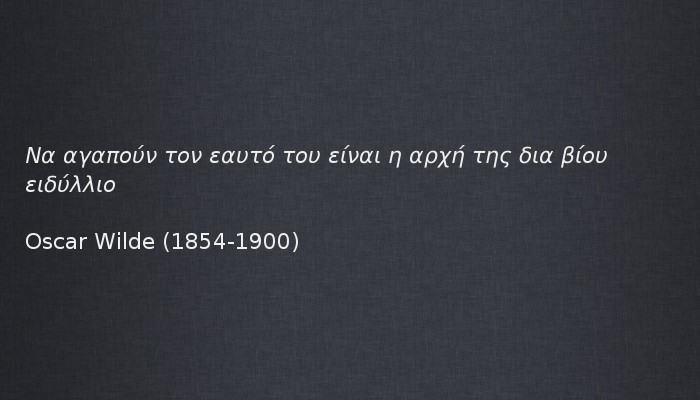 Να αγαπούν τον εαυτό του είναι η αρχή της δια βίου
ειδύλλιο
Oscar Wilde (1854-1900)